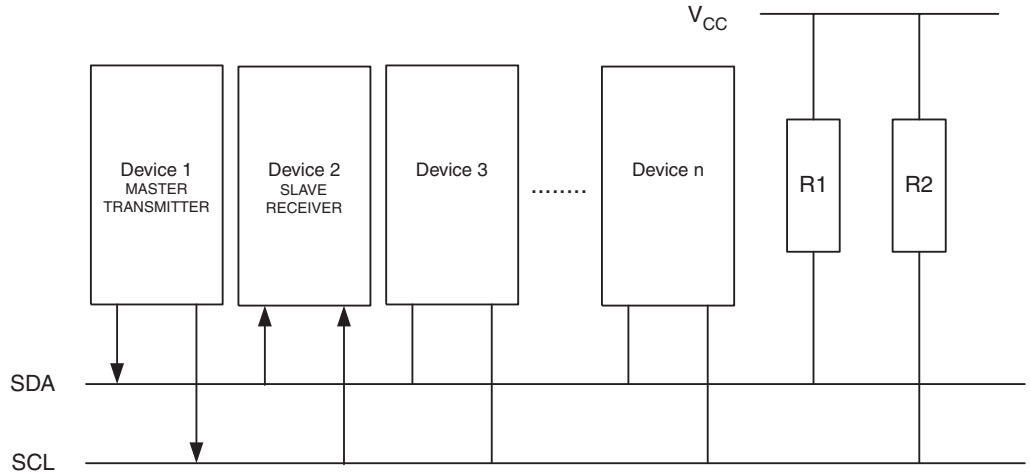 VCC
Device 1
MASTER
TRANSMITTER
Device 2
SLAVE
RECEIVER
Device 3
........
Device n
R1
R2
SDA
SCL